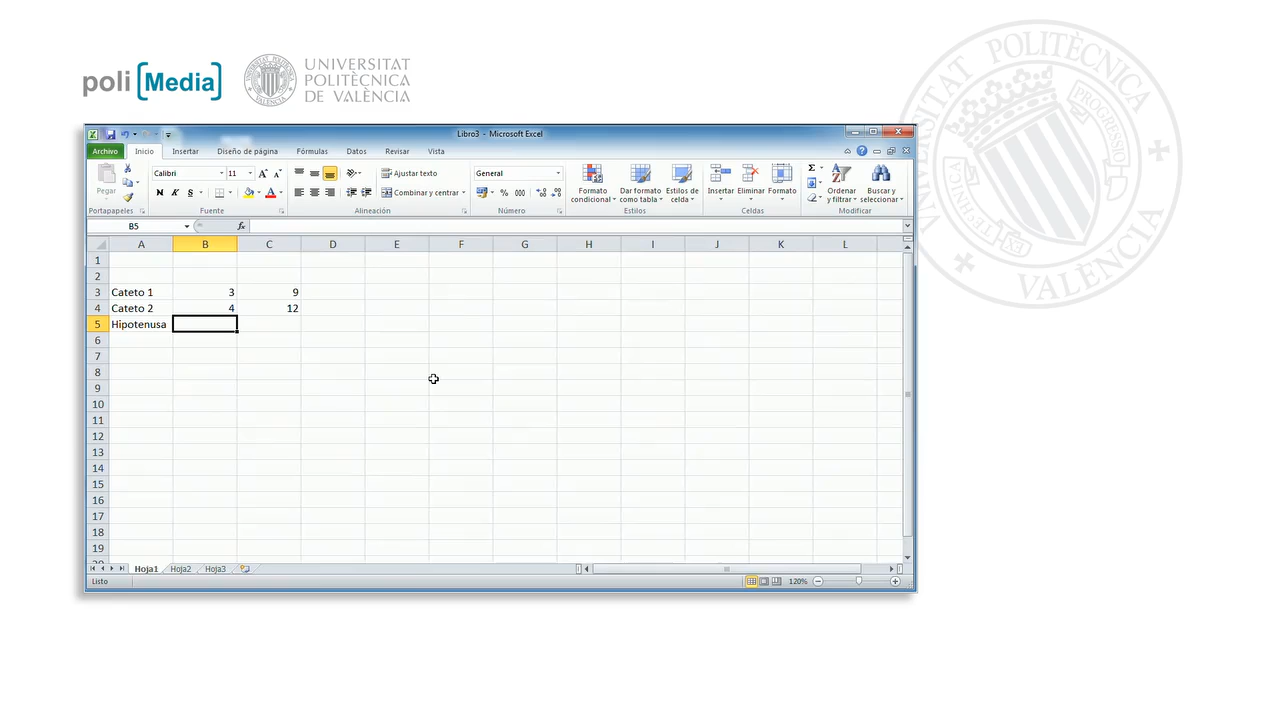 poli [Media]
UNIVERSITAT
POLITÈCNICA
DE VALÈNCIA
UNIVERSITAT POLITÈCNICA
DE VALÈNCIA
Libro3 - Microsoft Excel
Archivo Inicio Insertar Diseño de página Fórmulas Datos Revisar Vista
Pegar
Calibri 11
N K S
Ajustar texto
Combinar y centrar
General
% 000
Formato condicional
Dar formato como tabla
Estilos de celda
Insertar Eliminar Formato
Σ
Ordenar y filtrar
Buscar y seleccionar
Portapapeles Fuente Alineación Número Estilos Celdas Modificar
B5 fx
A B C D E F G H I J K L
1
2
3 Cateto 1 3 9
4 Cateto 2 4 12
5 Hipotenusa
6
7
8
9
10
11
12
13
14
15
16
17
18
19
Hoja1 Hoja2 Hoja3
Listo 120%